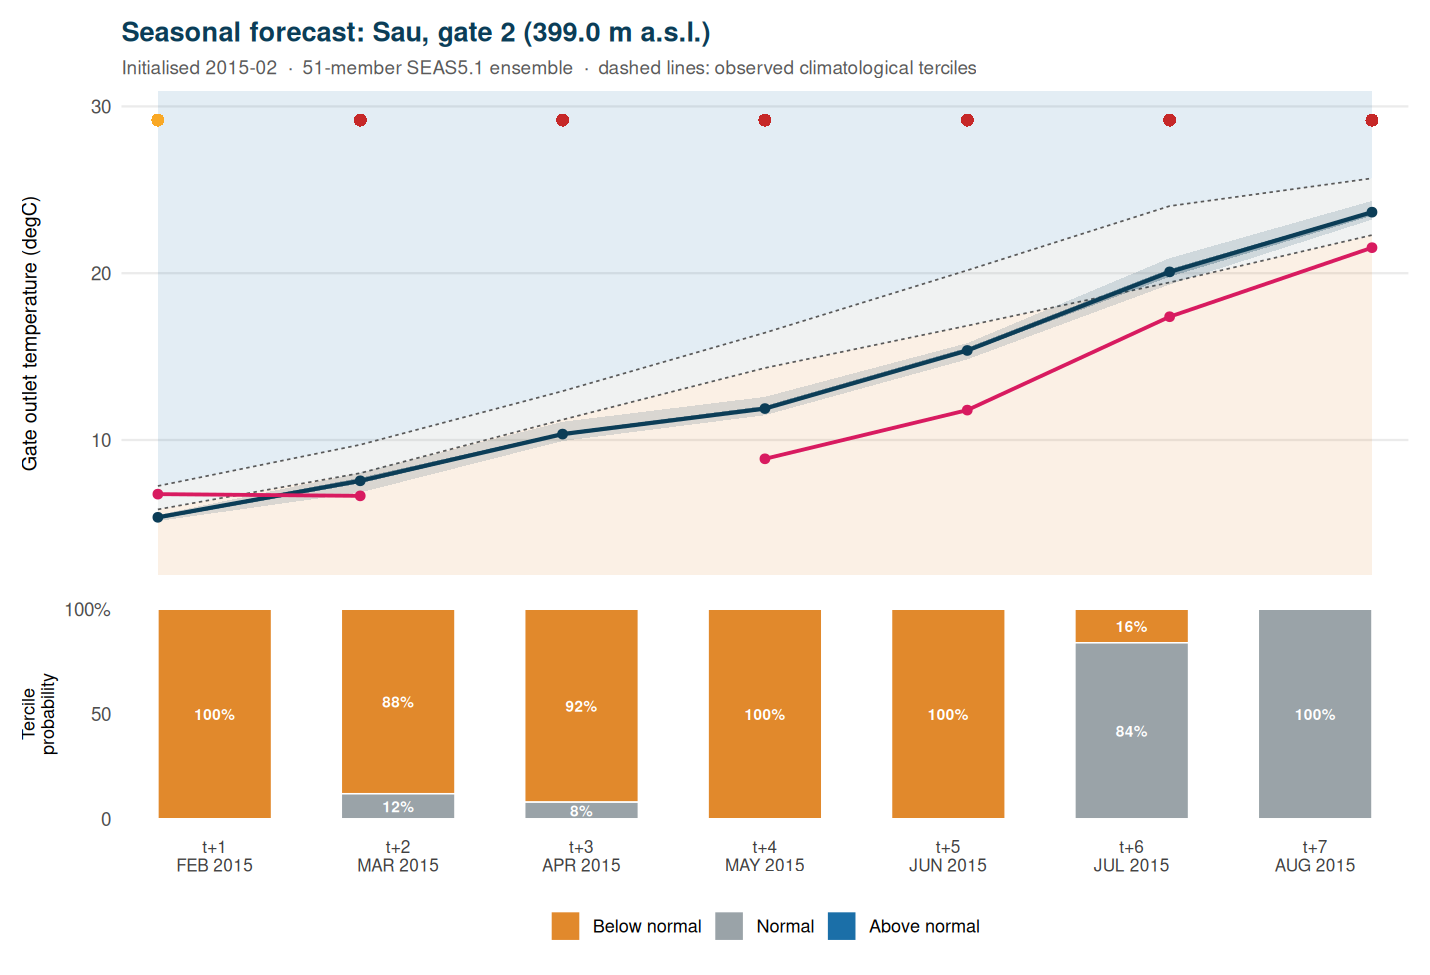 Seasonal forecast: Sau, gate 2 (399.0 m a.s.l.)
Initialised 2015-02 · 51-member SEAS5.1 ensemble · dashed lines: observed climatological terciles
Gate outlet temperature (degC)
30
20
10
Tercile
probability
100%
50
0
100%
88%
12%
92%
8%
100%
100%
16%
84%
100%
t+1
FEB 2015
t+2
MAR 2015
t+3
APR 2015
t+4
MAY 2015
t+5
JUN 2015
t+6
JUL 2015
t+7
AUG 2015
Below normal
Normal
Above normal